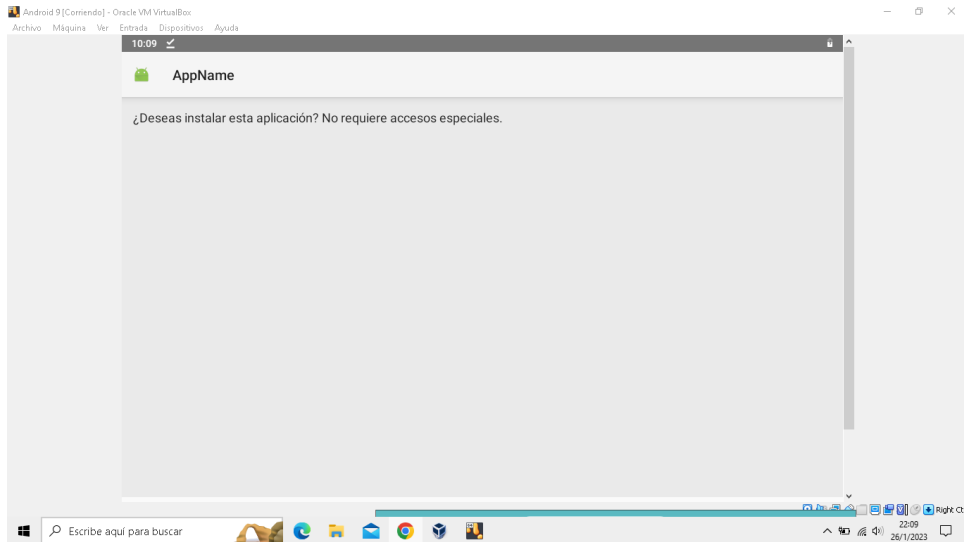 Android 9 [Corriendo] - Oracle VM VirtualBox
Archivo Máquina Ver Entrada Dispositivos Ayuda
10:09
AppName
¿Deseas instalar esta aplicación? No requiere accesos especiales.
Right Ct
Escribe aquí para buscar
22:09
26/1/2023